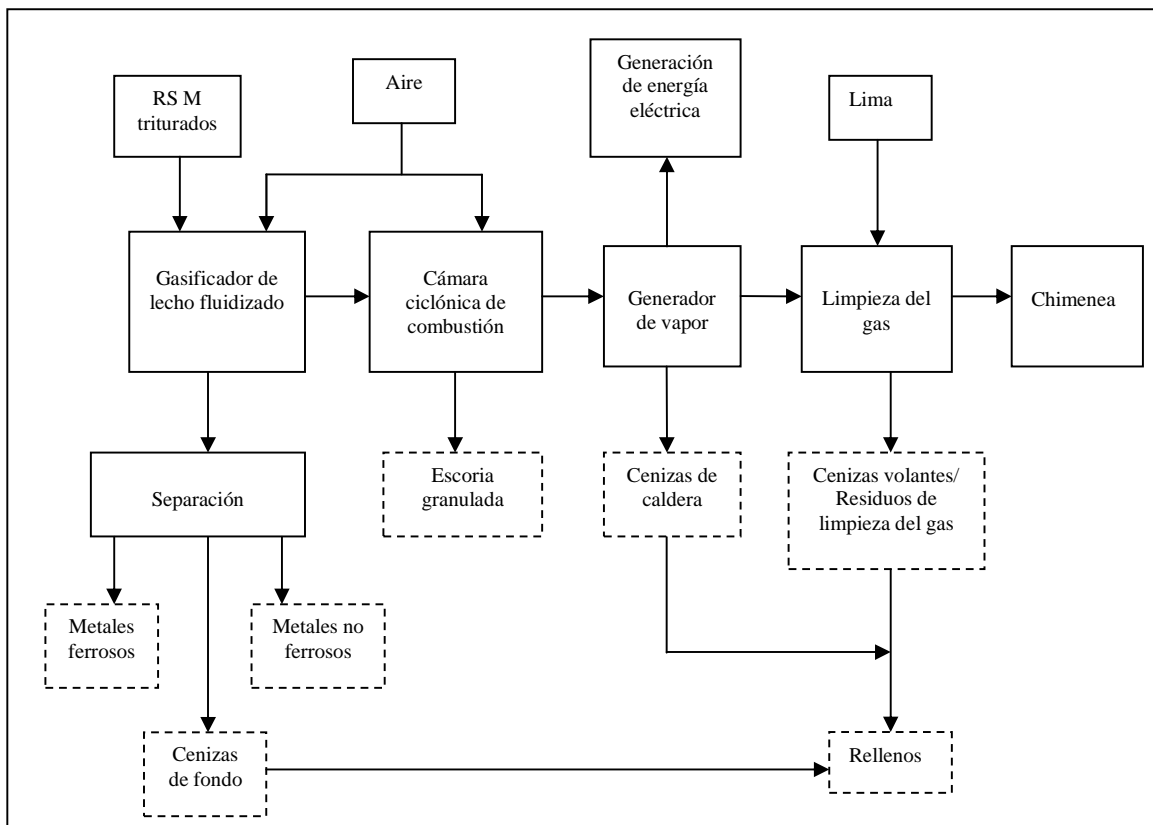 RS M
triturados
Aire
Generación
de energía
eléctrica
Lima
Gasificador de
lecho fluidizado
Cámara
ciclónica de
combustión
Generador
de vapor
Limpieza del
gas
Chimenea
Separación
Escoria
granulada
Cenizas de
caldera
Cenizas volantes/
Residuos de
limpieza del gas
Metales
ferrosos
Metales no
ferrosos
Cenizas
de fondo
Rellenos